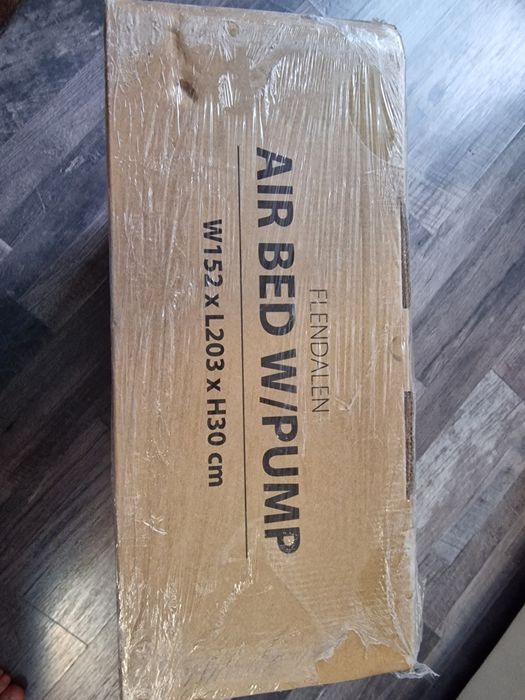 FLENDALEN
AIR BED W/PUMP
W152 x L203 x H30 cm